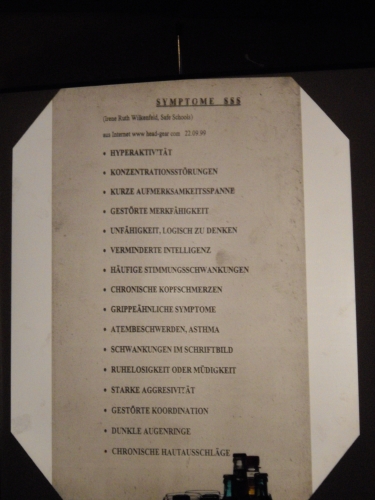 SYMPTOME SSS
(Irene Ruth Wilkenfeld, Safe Schools)
aus Internet www.head-gear.com 22.08.00
• HYPERAKTIVITÄT
• KONZENTRATIONSSTÖRUNGEN
• KURZE AUFMERKSAMKEITSSPANNE
• GESTÖRTE MERKFÄHIGKEIT
• UNFÄHIGKEIT, LOGISCH ZU DENKEN
• VERMINDERTE INTELLIGENZ
• HÄUFIGE STIMMUNGSSCHWANKUNGEN
• CHRONISCHE KOPFSCHMERZEN
• GRIPPEÄHNLICHE SYMPTOME
• ATEMBESCHWERDEN, ASTHMA
• SCHWANKUNGEN IM SCHRIFTBILD
• RUHELOSIGKEIT ODER MÜDIGKEIT
• STARKE AGGRESIVITÄT
• GESTÖRTE KOORDINATION
• DUNKLE AUGENRINGE
• CHRONISCHE HAUTAUSSCHLÄGE